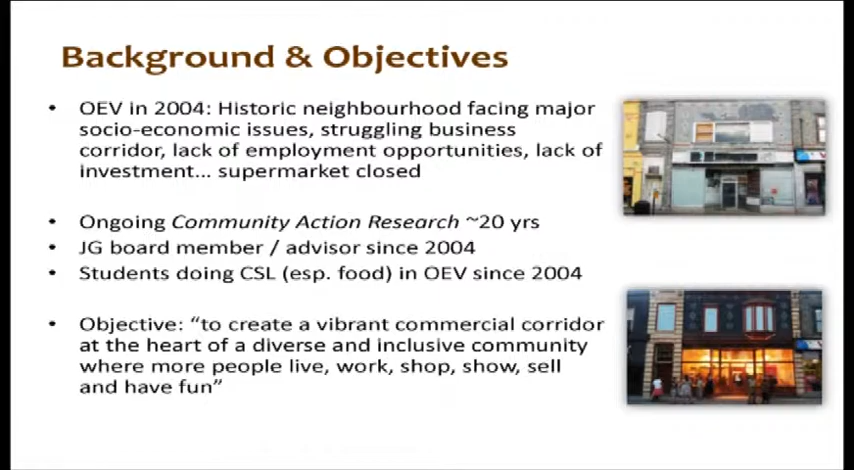 Background & Objectives
• OEV in 2004: Historic neighbourhood facing major
socio-economic issues, struggling business
corridor, lack of employment opportunities, lack of
investment... supermarket closed
• Ongoing Community Action Research ~20 yrs
• JG board member / advisor since 2004
• Students doing CSL (esp. food) in OEV since 2004
• Objective: “to create a vibrant commercial corridor
at the heart of a diverse and inclusive community
where more people live, work, shop, show, sell
and have fun”